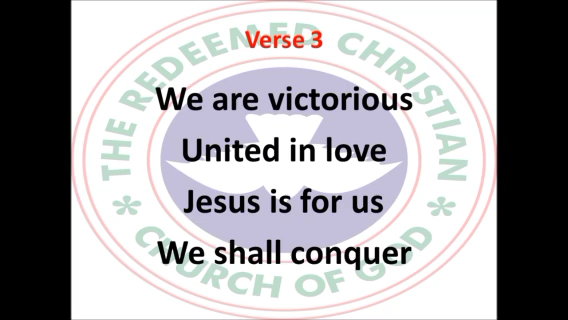 Verse 3
We are victorious
United in love
Jesus is for us
We shall conquer
THE REDEEMED CHRISTIAN
* CHURCH OF GOD *